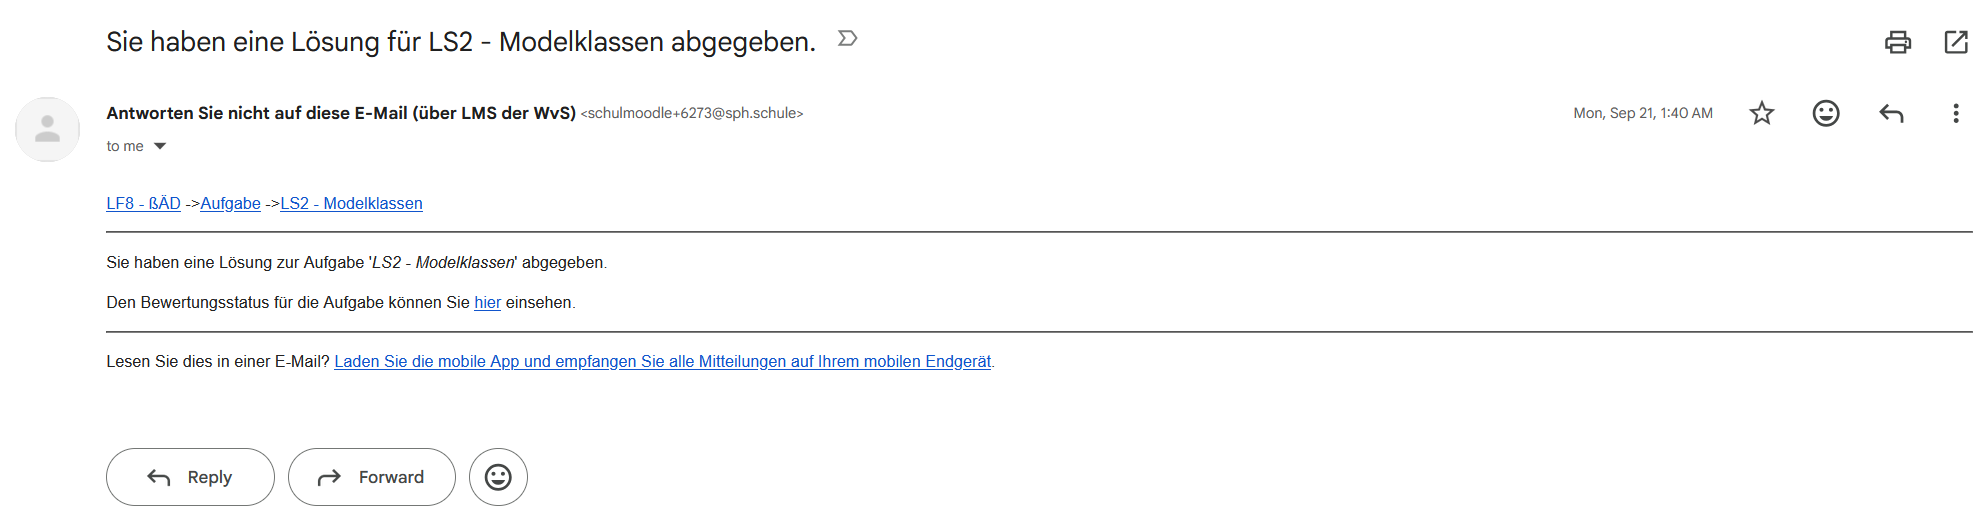 Sie haben eine Lösung für LS2 - Modelklassen abgegeben.
Antworten Sie nicht auf diese E-Mail (über LMS der WvS) <schulmoodle+6273@sph.schule>
Mon, Sep 21, 1:40 AM
to me
LF8 - ßÄD ->Aufgabe ->LS2 - Modelklassen
Sie haben eine Lösung zur Aufgabe 'LS2 - Modelklassen' abgegeben.
Den Bewertungsstatus für die Aufgabe können Sie hier einsehen.
Lesen Sie dies in einer E-Mail? Laden Sie die mobile App und empfangen Sie alle Mitteilungen auf Ihrem mobilen Endgerät.
Reply Forward